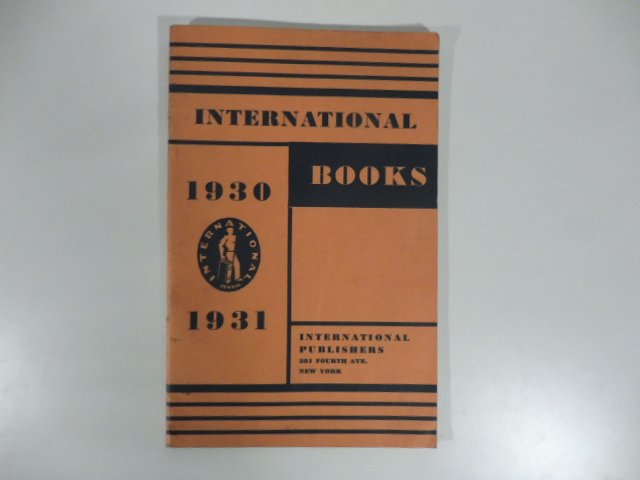 INTERNATIONAL
BOOKS
1930
INTERNATIONAL
1931
INTERNATIONAL
PUBLISHERS
381 FOURTH AVE.
NEW YORK